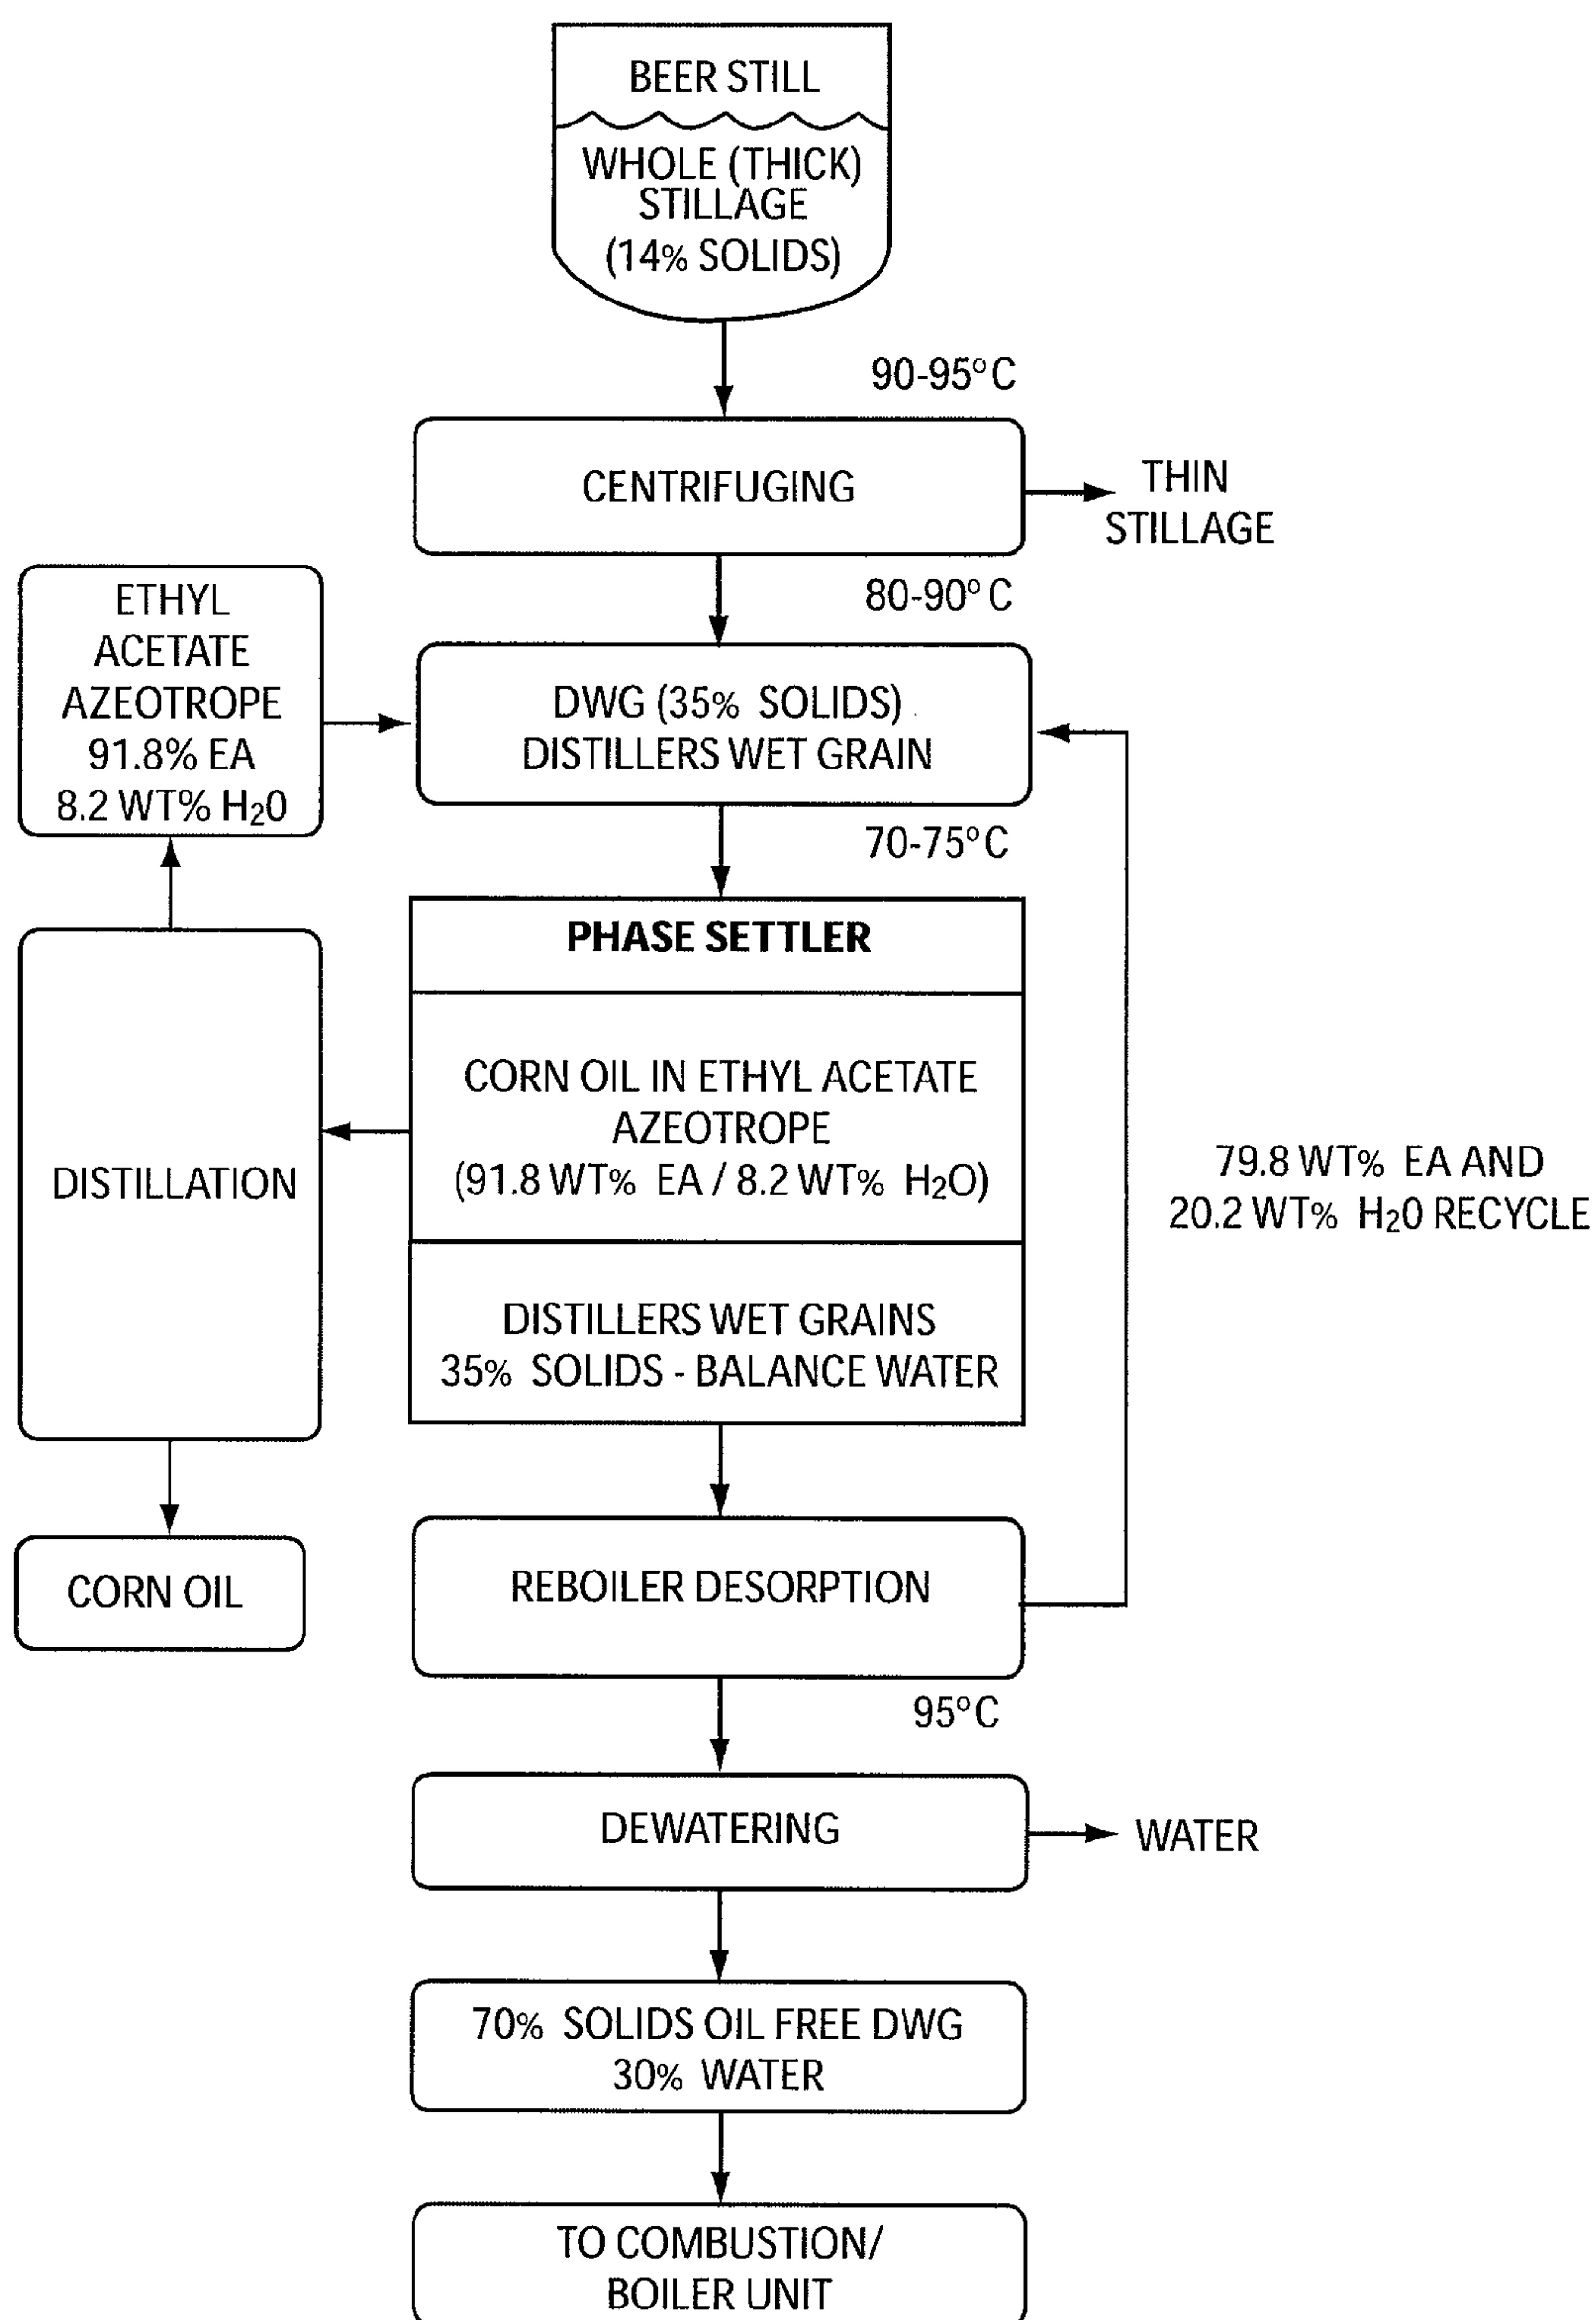 BEER STILL
WHOLE (THICK)
STILLAGE
(14% SOLIDS)
90-95°C
CENTRIFUGING
THIN
STILLAGE
80-90°C
ETHYL
ACETATE
AZEOTROPE
91.8% EA
8.2 WT% H₂O
DWG (35% SOLIDS)
DISTILLERS WET GRAIN
70-75°C
PHASE SETTLER
CORN OIL IN ETHYL ACETATE
AZEOTROPE
(91.8 WT% EA / 8.2 WT% H₂O)
DISTILLATION
79.8 WT% EA AND
20.2 WT% H₂O RECYCLE
DISTILLERS WET GRAINS
35% SOLIDS - BALANCE WATER
REBOILER DESORPTION
CORN OIL
95°C
DEWATERING
WATER
70% SOLIDS OIL FREE DWG
30% WATER
TO COMBUSTION/
BOILER UNIT